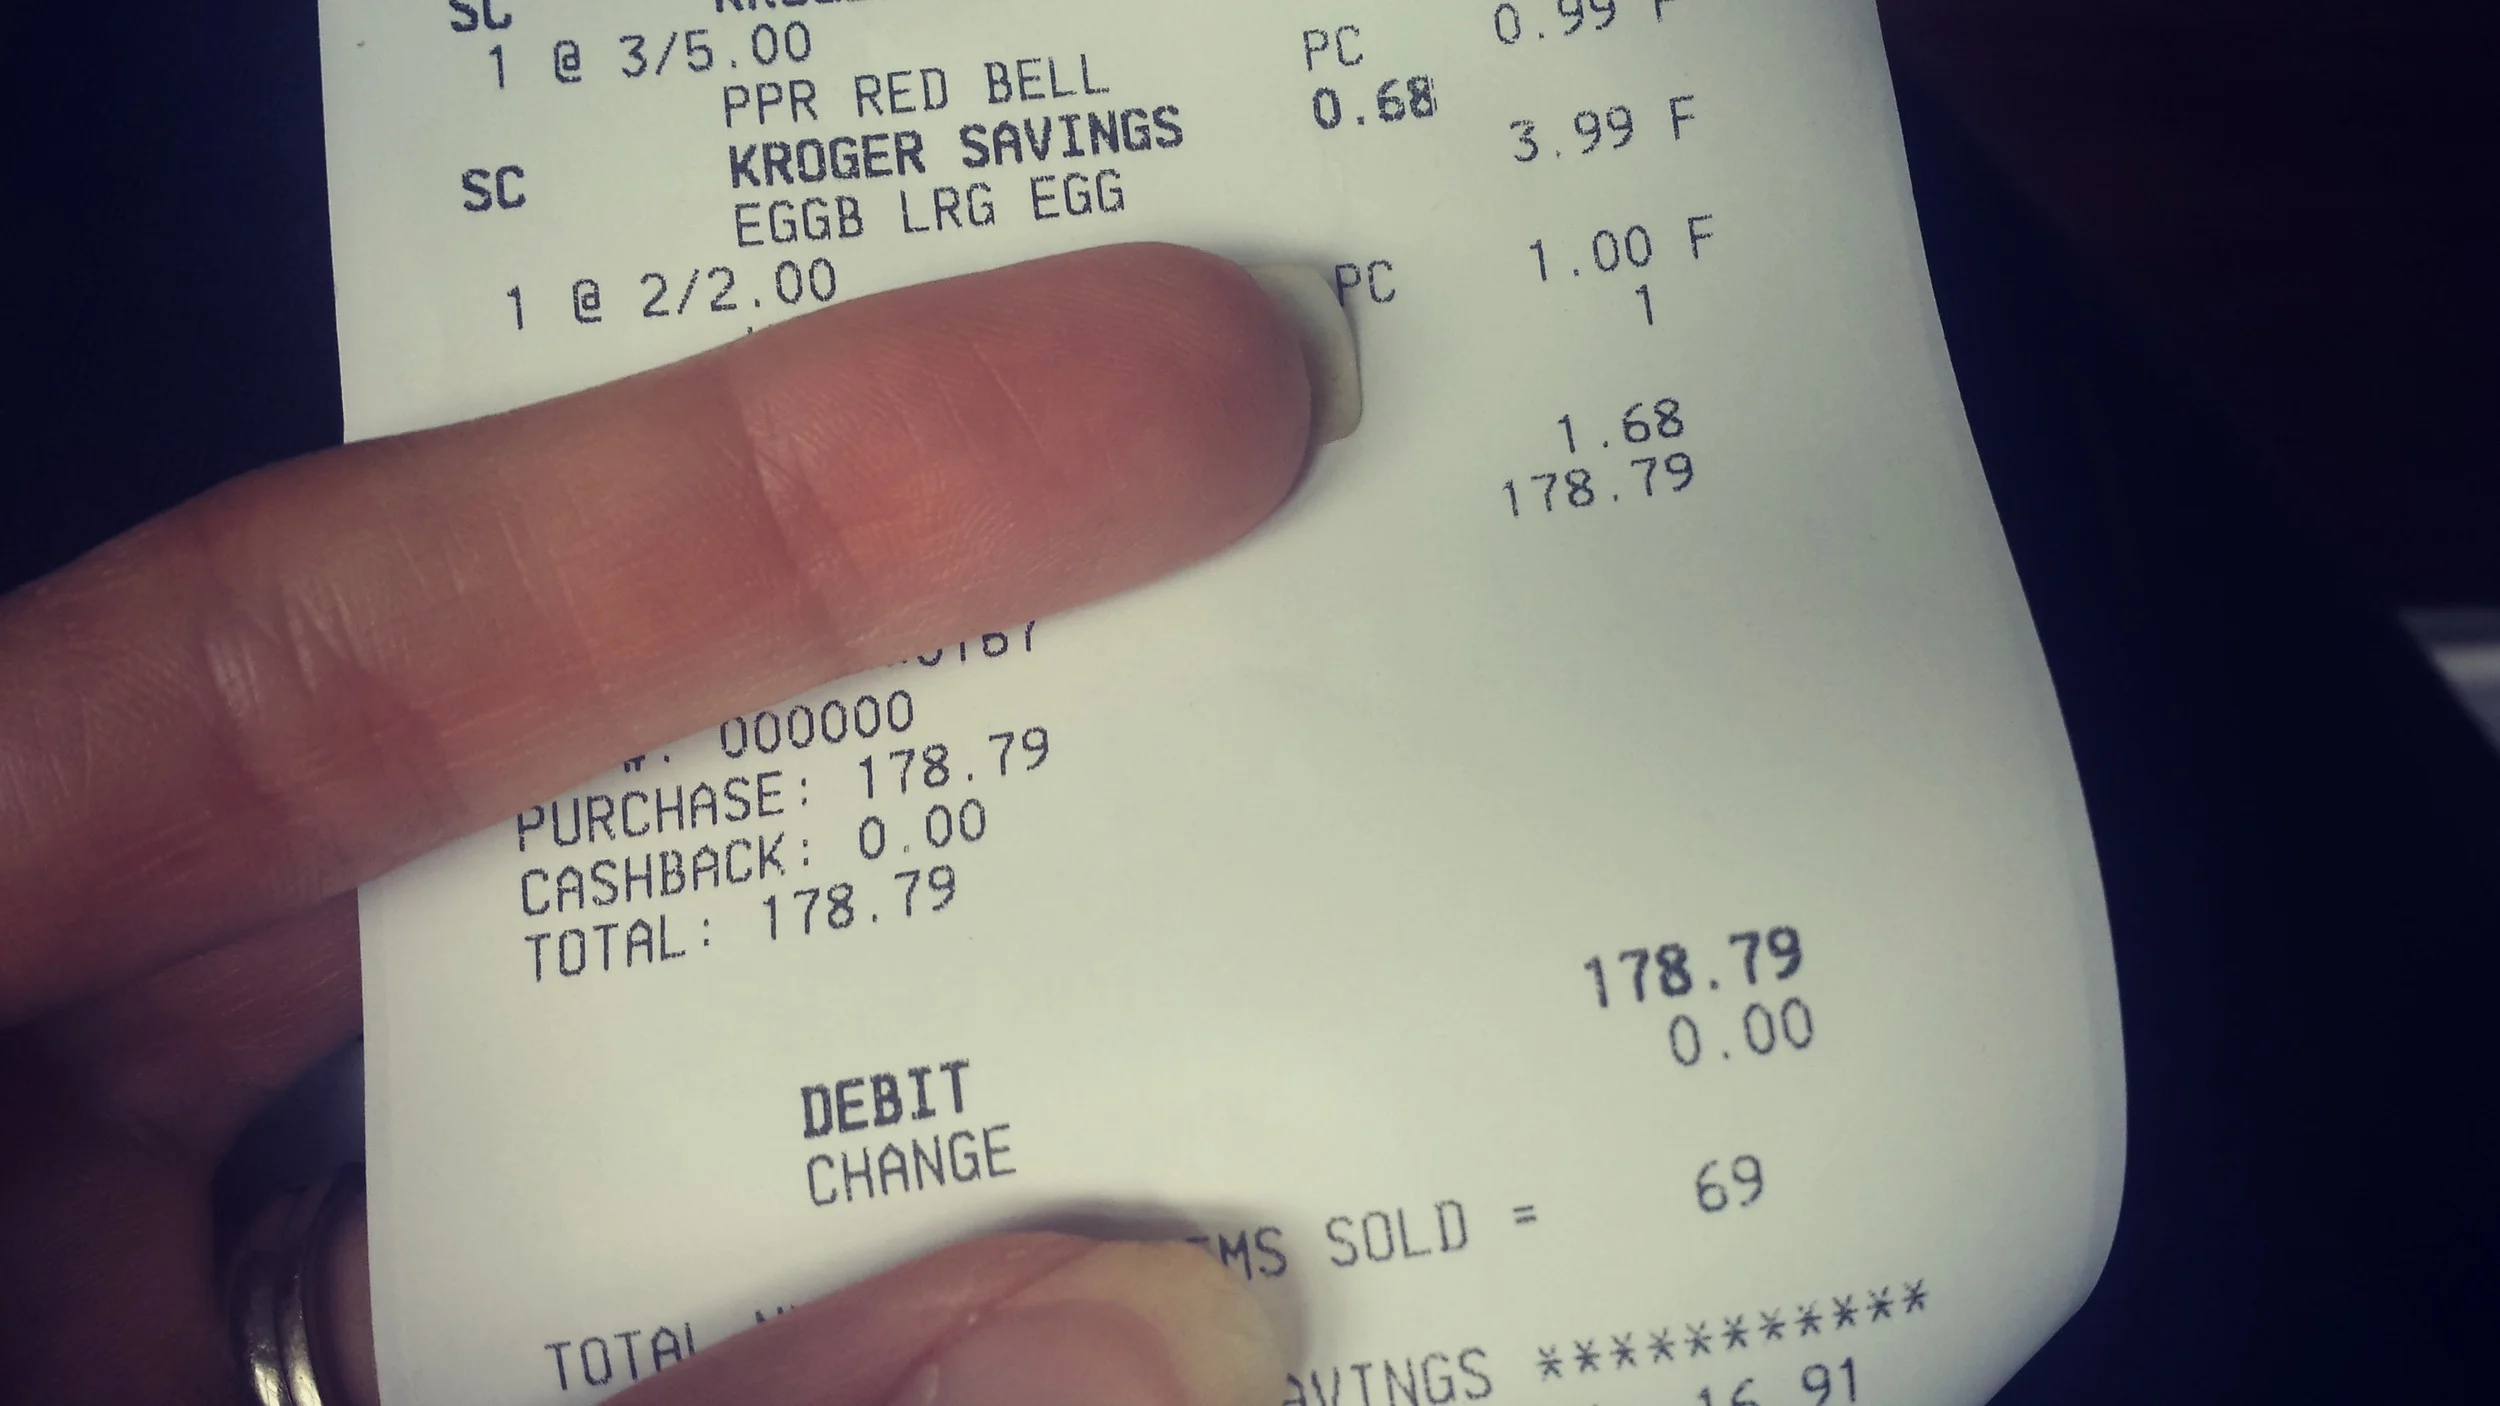 SC
1 @ 3/5.00 PC 0.99 F
PPR RED BELL 0.68
SC KROGER SAVINGS 3.99 F
EGGB LRG EGG
1 @ 2/2.00 PC 1.00 F
1
1.68
178.79
000000
PURCHASE: 178.79
CASHBACK: 0.00
TOTAL: 178.79
DEBIT 178.79
CHANGE 0.00
TOTAL SOLD = 69
***********